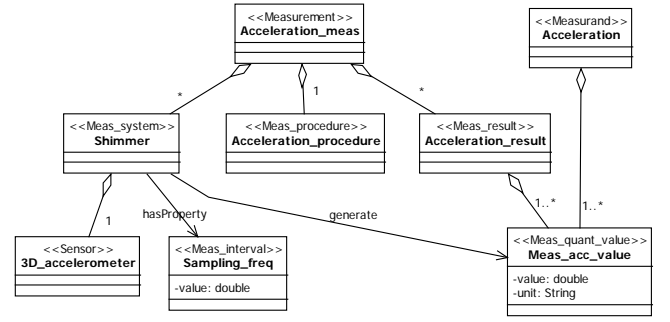 <<Measurement>>
Acceleration_meas
<<Measurand>>
Acceleration
*
1
*
<<Meas_system>>
Shimmer
<<Meas_procedure>>
Acceleration_procedure
<<Meas_result>>
Acceleration_result
1
hasProperty
generate
1..*
1..*
<<Sensor>>
3D_accelerometer
<<Meas_interval>>
Sampling_freq
-value: double
<<Meas_quant_value>>
Meas_acc_value
-value: double
-unit: String